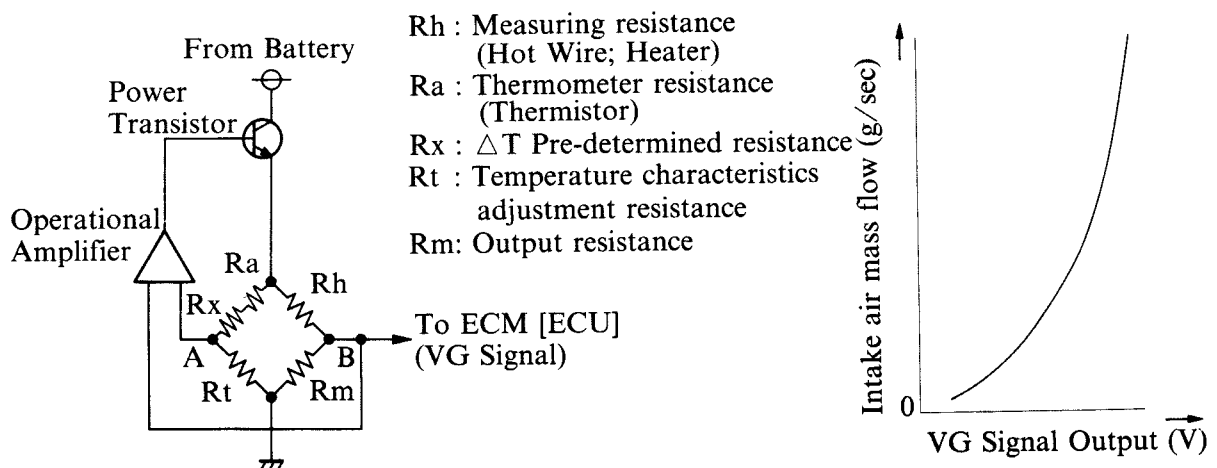 From Battery
Power
Transistor
Operational
Amplifier
Ra
Rh
Rx
A
B
Rt
Rm
To ECM [ECU]
(VG Signal)
Rh : Measuring resistance
(Hot Wire; Heater)
Ra : Thermometer resistance
(Thermistor)
Rx : △T Pre-determined resistance
Rt : Temperature characteristics
adjustment resistance
Rm: Output resistance
Intake air mass flow (g/sec)
0
VG Signal Output (V)